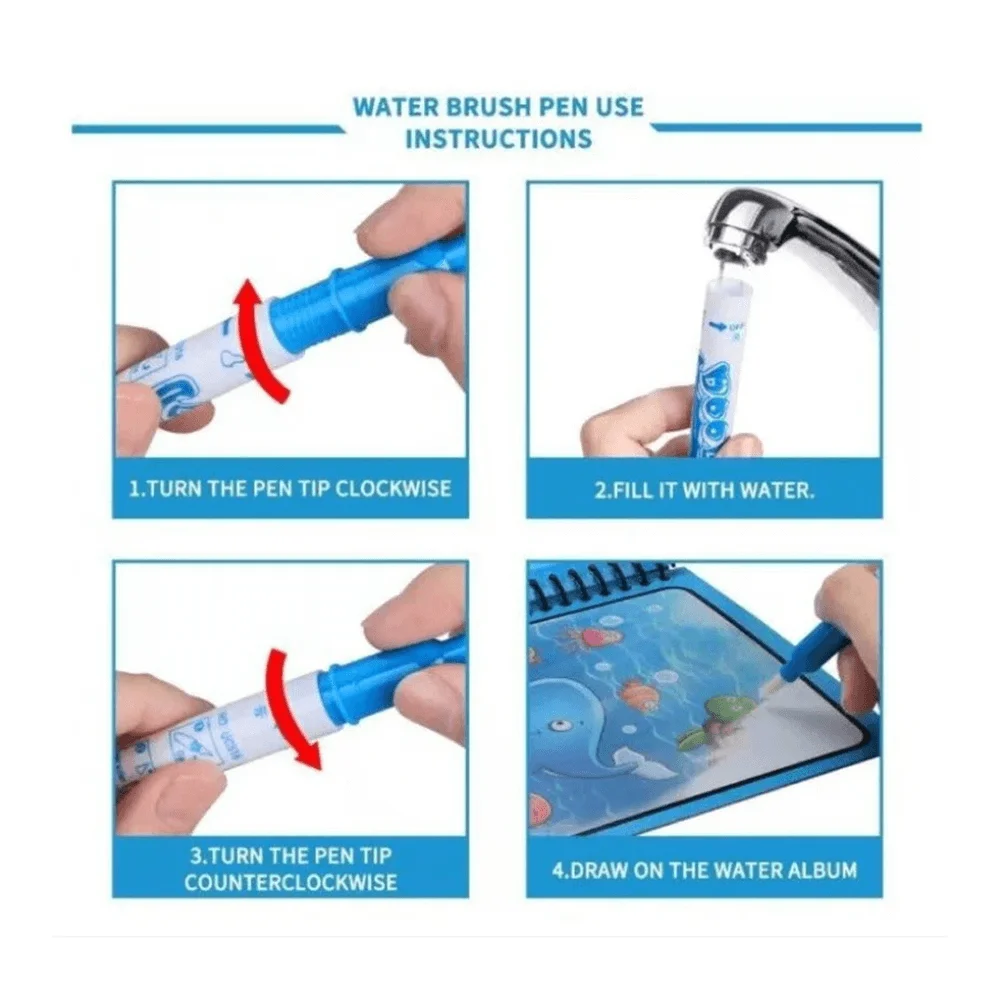 WATER BRUSH PEN USE
INSTRUCTIONS
1.TURN THE PEN TIP CLOCKWISE
OFF
2.FILL IT WITH WATER.
3.TURN THE PEN TIP
COUNTERCLOCKWISE
4.DRAW ON THE WATER ALBUM